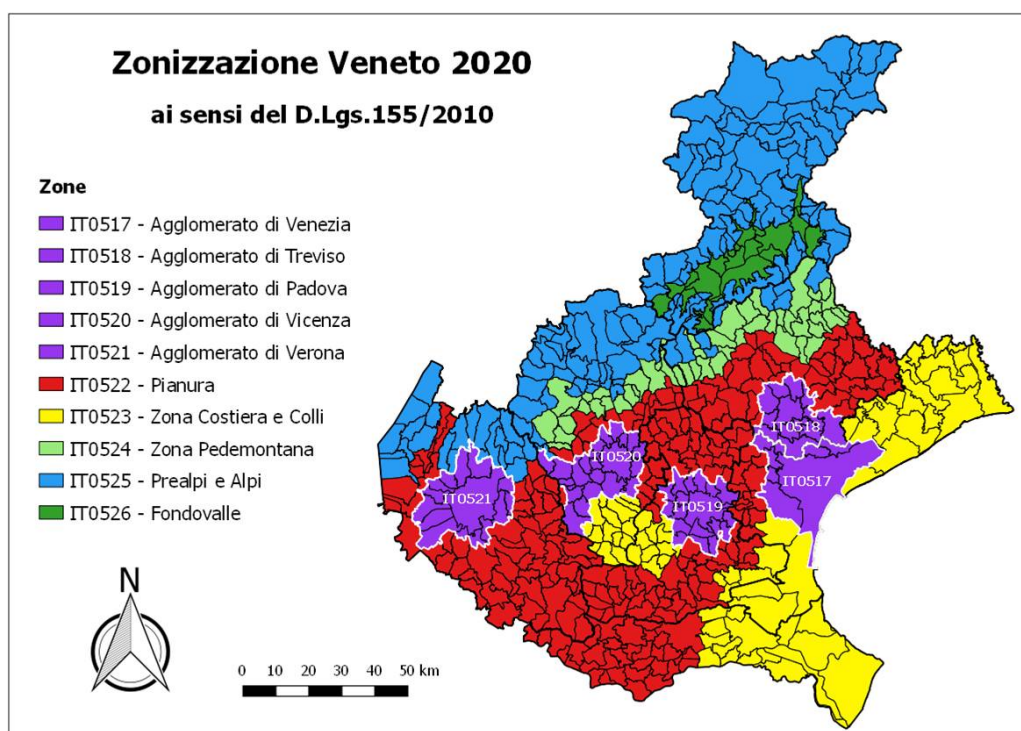 Zonizzazione Veneto 2020
ai sensi del D.Lgs.155/2010
Zone
IT0517 - Agglomerato di Venezia
IT0518 - Agglomerato di Treviso
IT0519 - Agglomerato di Padova
IT0520 - Agglomerato di Vicenza
IT0521 - Agglomerato di Verona
IT0522 - Pianura
IT0523 - Zona Costiera e Colli
IT0524 - Zona Pedemontana
IT0525 - Prealpi e Alpi
IT0526 - Fondovalle
IT0518
IT0520
IT0517
IT0521
IT0519
N
0 10 20 30 40 50 km